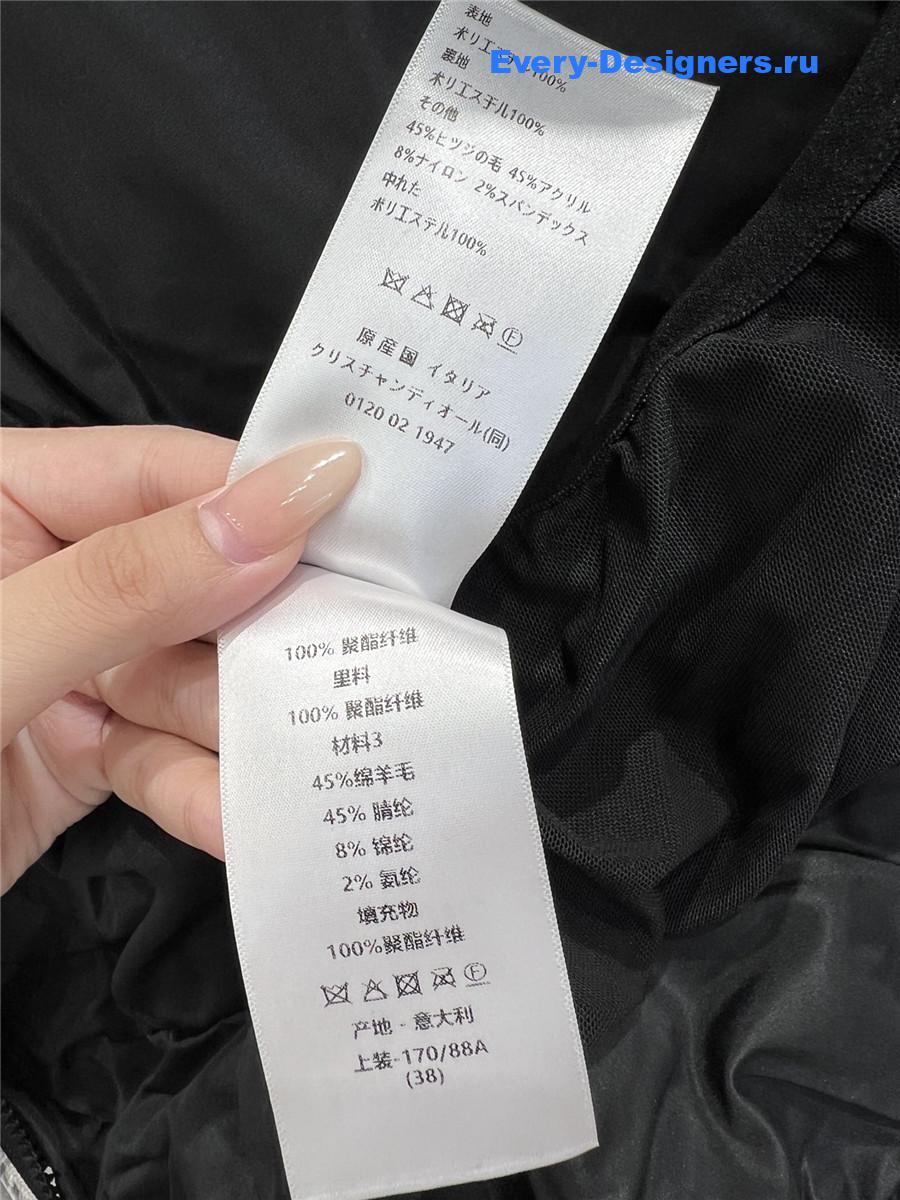 Every-Designers.ru
表地
ポリエステル100%
裏地
ポリエステル100%
その他
45%ヒツジの毛 45%アクリル
8%ナイロン 2%スパンデックス
中れた
ポリエステル100%
原産国 イタリア
クリスチャンディオール(同)
0120 02 1947
100% 聚酯纤维
里料
100% 聚酯纤维
材料3
45%绵羊毛
45% 腈纶
8% 锦纶
2% 氨纶
填充物
100%聚酯纤维
产地 - 意大利
上装-170/88A
(38)